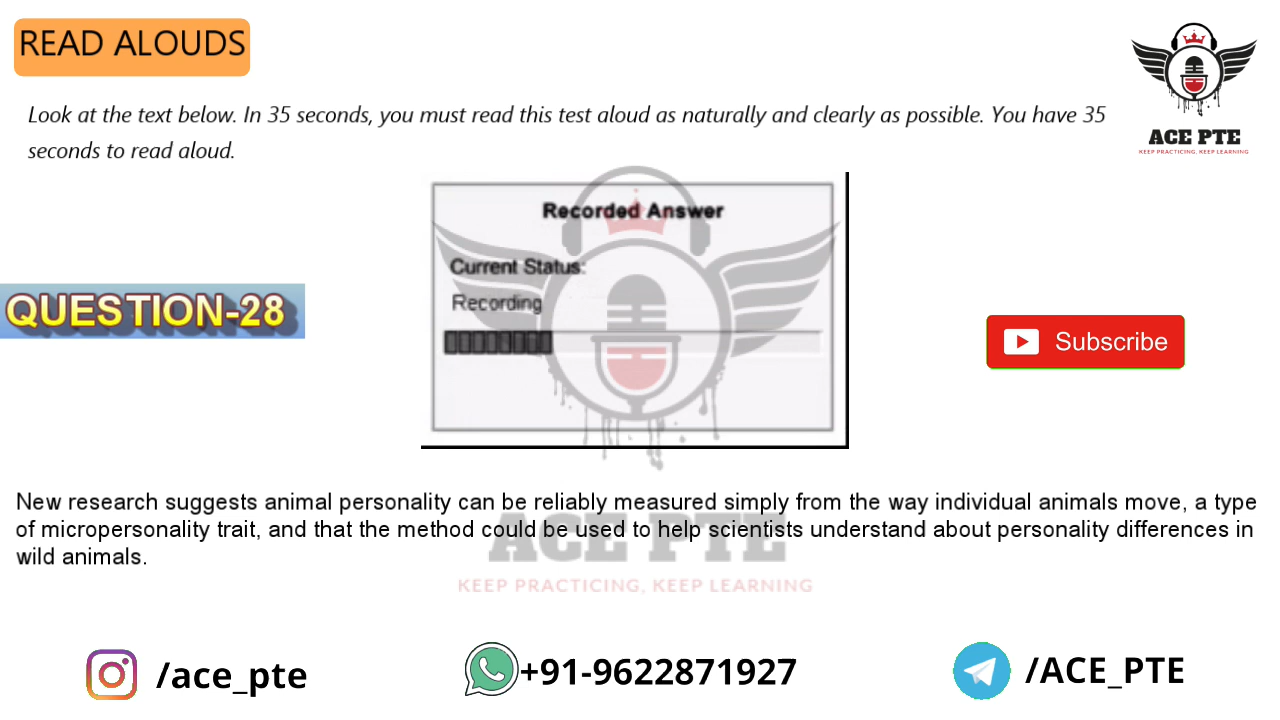 READ ALOUDS
ACE PTE
KEEP PRACTICING, KEEP LEARNING
Look at the text below. In 35 seconds, you must read this test aloud as naturally and clearly as possible. You have 35
seconds to read aloud.
Recorded Answer
Current Status:
Recording
QUESTION-28
Subscribe
New research suggests animal personality can be reliably measured simply from the way individual animals move, a type
of micropersonality trait, and that the method could be used to help scientists understand about personality differences in
wild animals.
ACE PTE
KEEP PRACTICING, KEEP LEARNING
/ace_pte
+91-9622871927
/ACE_PTE